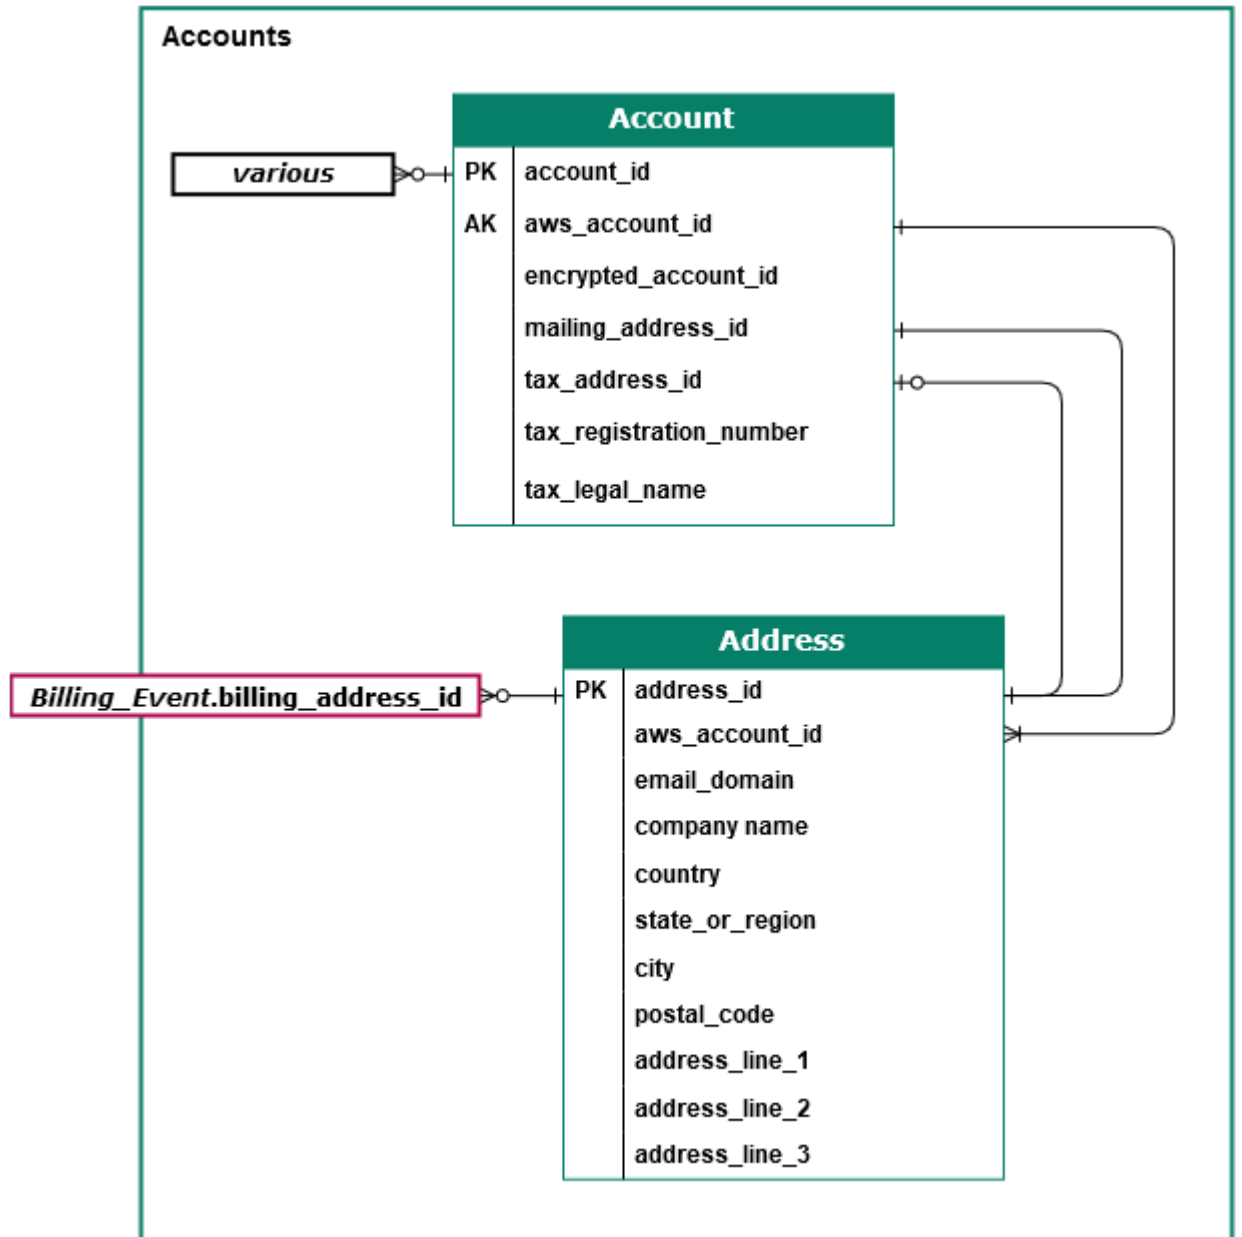 Accounts
Account
various
PK account_id
AK aws_account_id
encrypted_account_id
mailing_address_id
tax_address_id
tax_registration_number
tax_legal_name
Address
Billing_Event.billing_address_id
PK address_id
aws_account_id
email_domain
company name
country
state_or_region
city
postal_code
address_line_1
address_line_2
address_line_3